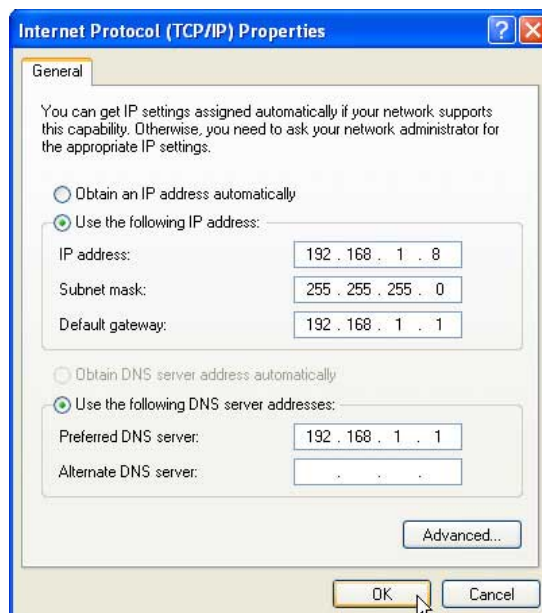 Internet Protocol (TCP/IP) Properties
General
You can get IP settings assigned automatically if your network supports
this capability. Otherwise, you need to ask your network administrator for
the appropriate IP settings.
Obtain an IP address automatically
Use the following IP address:
IP address: 192 . 168 . 1 . 8
Subnet mask: 255 . 255 . 255 . 0
Default gateway: 192 . 168 . 1 . 1
Obtain DNS server address automatically
Use the following DNS server addresses:
Preferred DNS server: 192 . 168 . 1 . 1
Alternate DNS server: . . .
Advanced...
OK Cancel